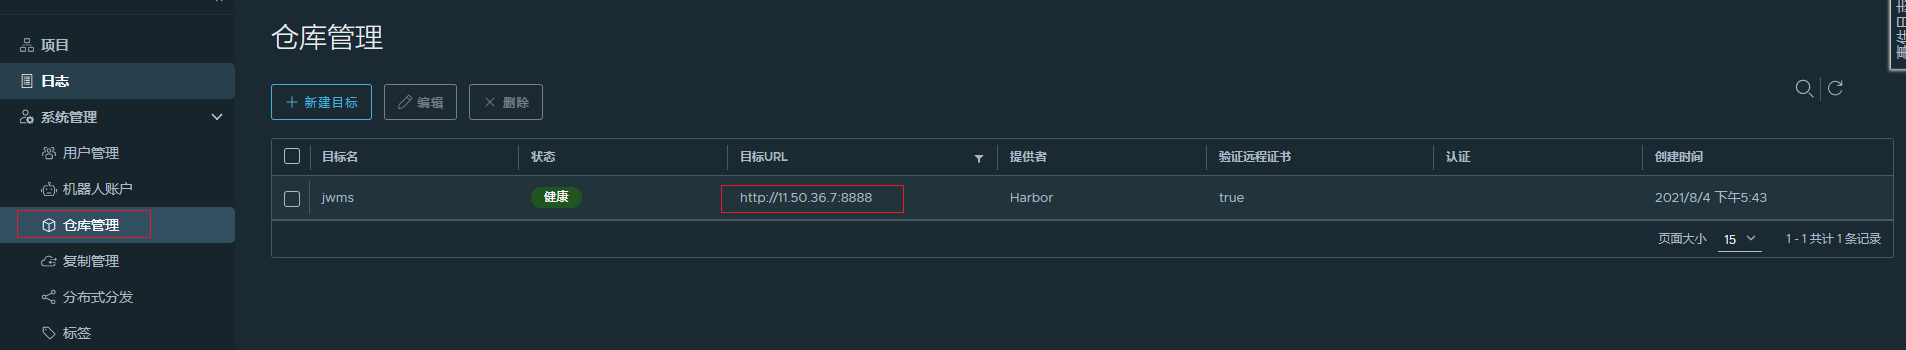 项目
日志
系统管理
用户管理
机器人账户
仓库管理
复制管理
分布式分发
标签
仓库管理
新建目标 编辑 删除
目标名 状态 目标URL 提供者 验证远程证书 认证 创建时间
jwms 健康 http://11.50.36.7:8888 Harbor true 2021/8/4 下午5:43
页面大小 15 1 - 1 共计 1 条记录
事件日志